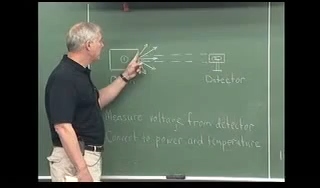 Detector
Measure voltage from detector
Convert to power and temperature